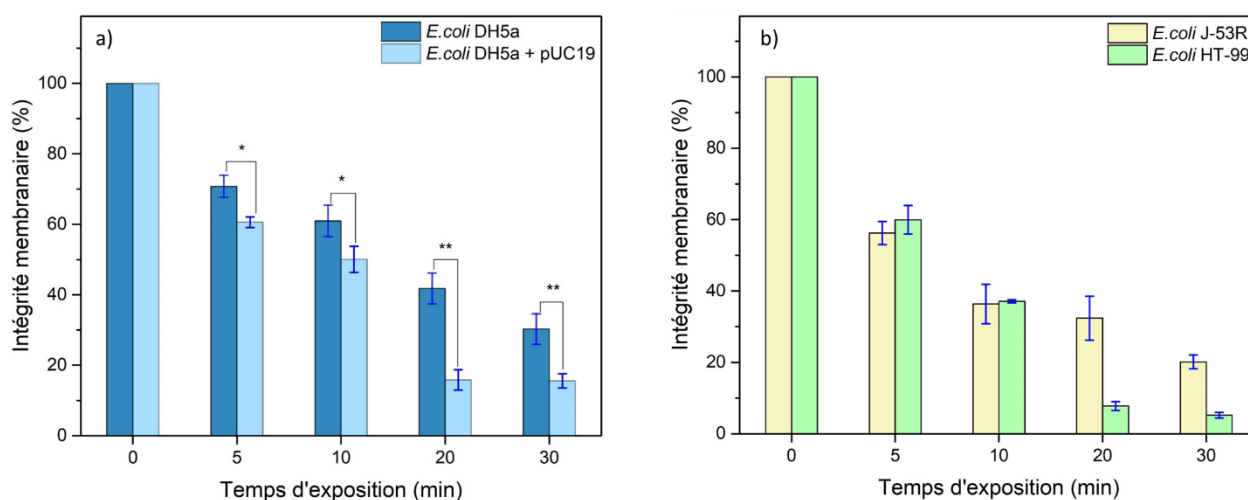 a)
E.coli DH5a
E.coli DH5a + pUC19
Intégrité membranaire (%)
100
80
60
40
20
0
*
*
**
**
0 5 10 20 30
Temps d'exposition (min)
b)
E.coli J-53R
E.coli HT-99
Intégrité membranaire (%)
100
80
60
40
20
0
0 5 10 20 30
Temps d'exposition (min)